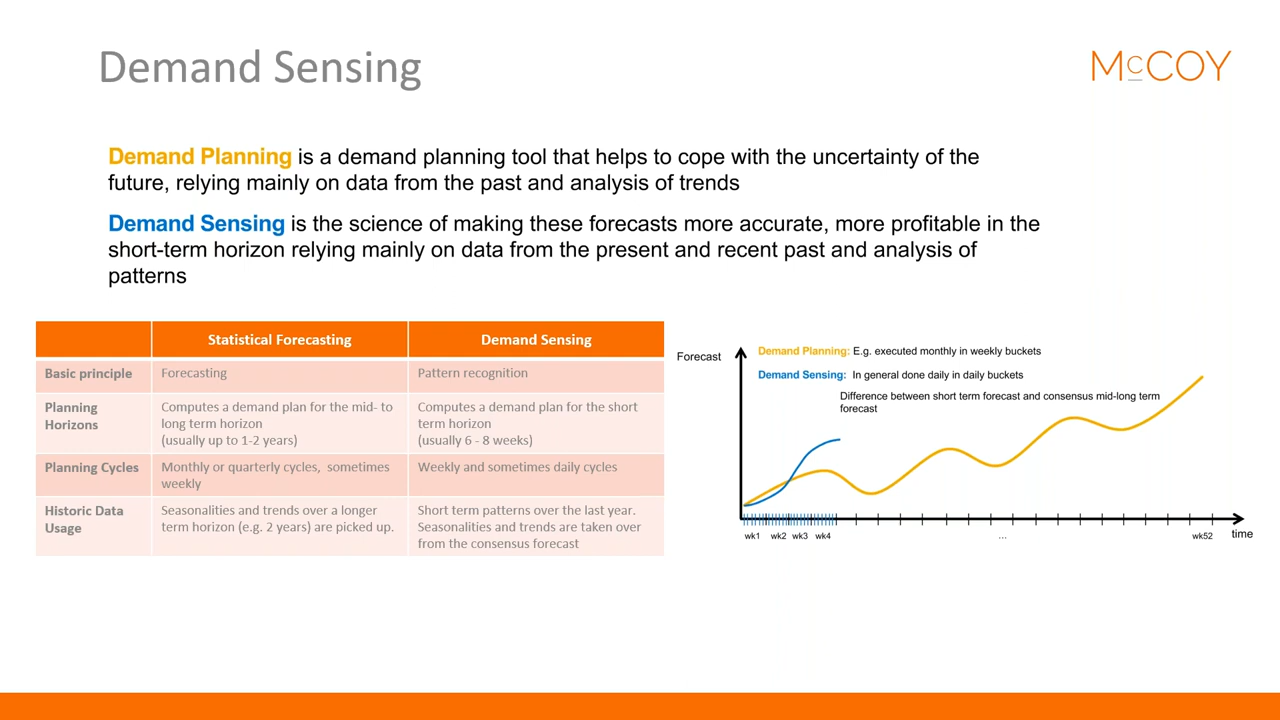 Demand Sensing
McCOY
Demand Planning is a demand planning tool that helps to cope with the uncertainty of the
future, relying mainly on data from the past and analysis of trends
Demand Sensing is the science of making these forecasts more accurate, more profitable in the
short-term horizon relying mainly on data from the present and recent past and analysis of
patterns
Statistical Forecasting
Demand Sensing
Basic principle
Forecasting
Pattern recognition
Planning
Horizons
Computes a demand plan for the mid- to
long term horizon
(usually up to 1-2 years)
Computes a demand plan for the short
term horizon
(usually 6 - 8 weeks)
Planning Cycles
Monthly or quarterly cycles, sometimes
weekly
Weekly and sometimes daily cycles
Historic Data
Usage
Seasonalities and trends over a longer
term horizon (e.g. 2 years) are picked up.
Short term patterns over the last year.
Seasonalities and trends are taken over
from the consensus forecast
Forecast
Demand Planning: E.g. executed monthly in weekly buckets
Demand Sensing: In general done daily in daily buckets
Difference between short term forecast and consensus mid-long term
forecast
wk1 wk2 wk3 wk4 ... wk52
time